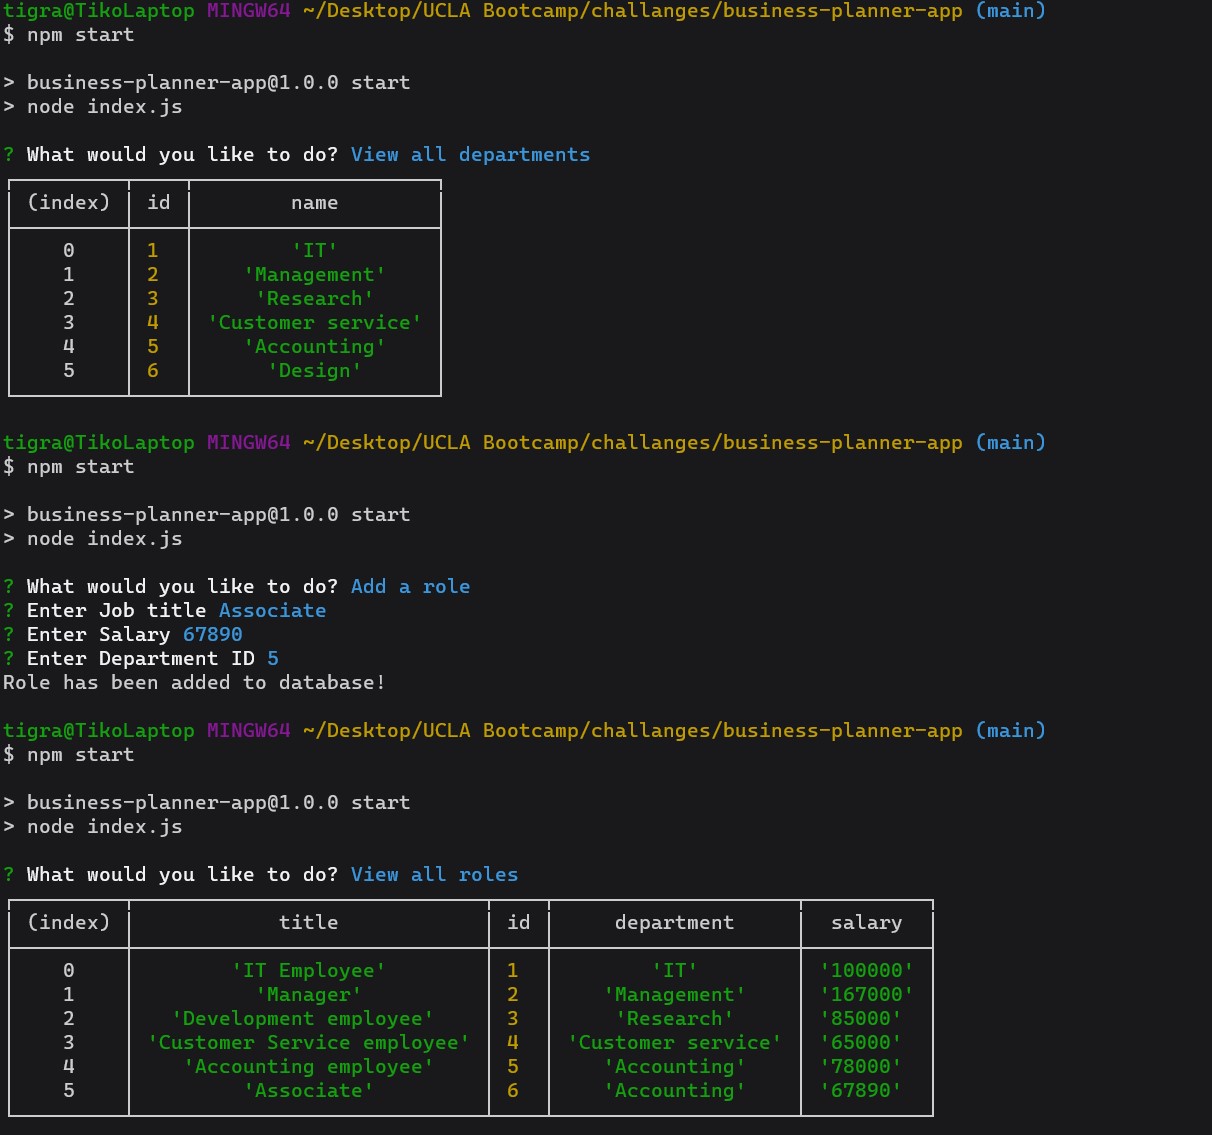 tigra@TikoLaptop MINGW64 ~/Desktop/UCLA Bootcamp/challanges/business-planner-app (main)
$ npm start
> business-planner-app@1.0.0 start
> node index.js
? What would you like to do? View all departments
(index) id name
0 1 'IT'
1 2 'Management'
2 3 'Research'
3 4 'Customer service'
4 5 'Accounting'
5 6 'Design'
tigra@TikoLaptop MINGW64 ~/Desktop/UCLA Bootcamp/challanges/business-planner-app (main)
$ npm start
> business-planner-app@1.0.0 start
> node index.js
? What would you like to do? Add a role
? Enter Job title Associate
? Enter Salary 67890
? Enter Department ID 5
Role has been added to database!
tigra@TikoLaptop MINGW64 ~/Desktop/UCLA Bootcamp/challanges/business-planner-app (main)
$ npm start
> business-planner-app@1.0.0 start
> node index.js
? What would you like to do? View all roles
(index) title id department salary
0 'IT Employee' 1 'IT' '100000'
1 'Manager' 2 'Management' '167000'
2 'Development employee' 3 'Research' '85000'
3 'Customer Service employee' 4 'Customer service' '65000'
4 'Accounting employee' 5 'Accounting' '78000'
5 'Associate' 6 'Accounting' '67890'